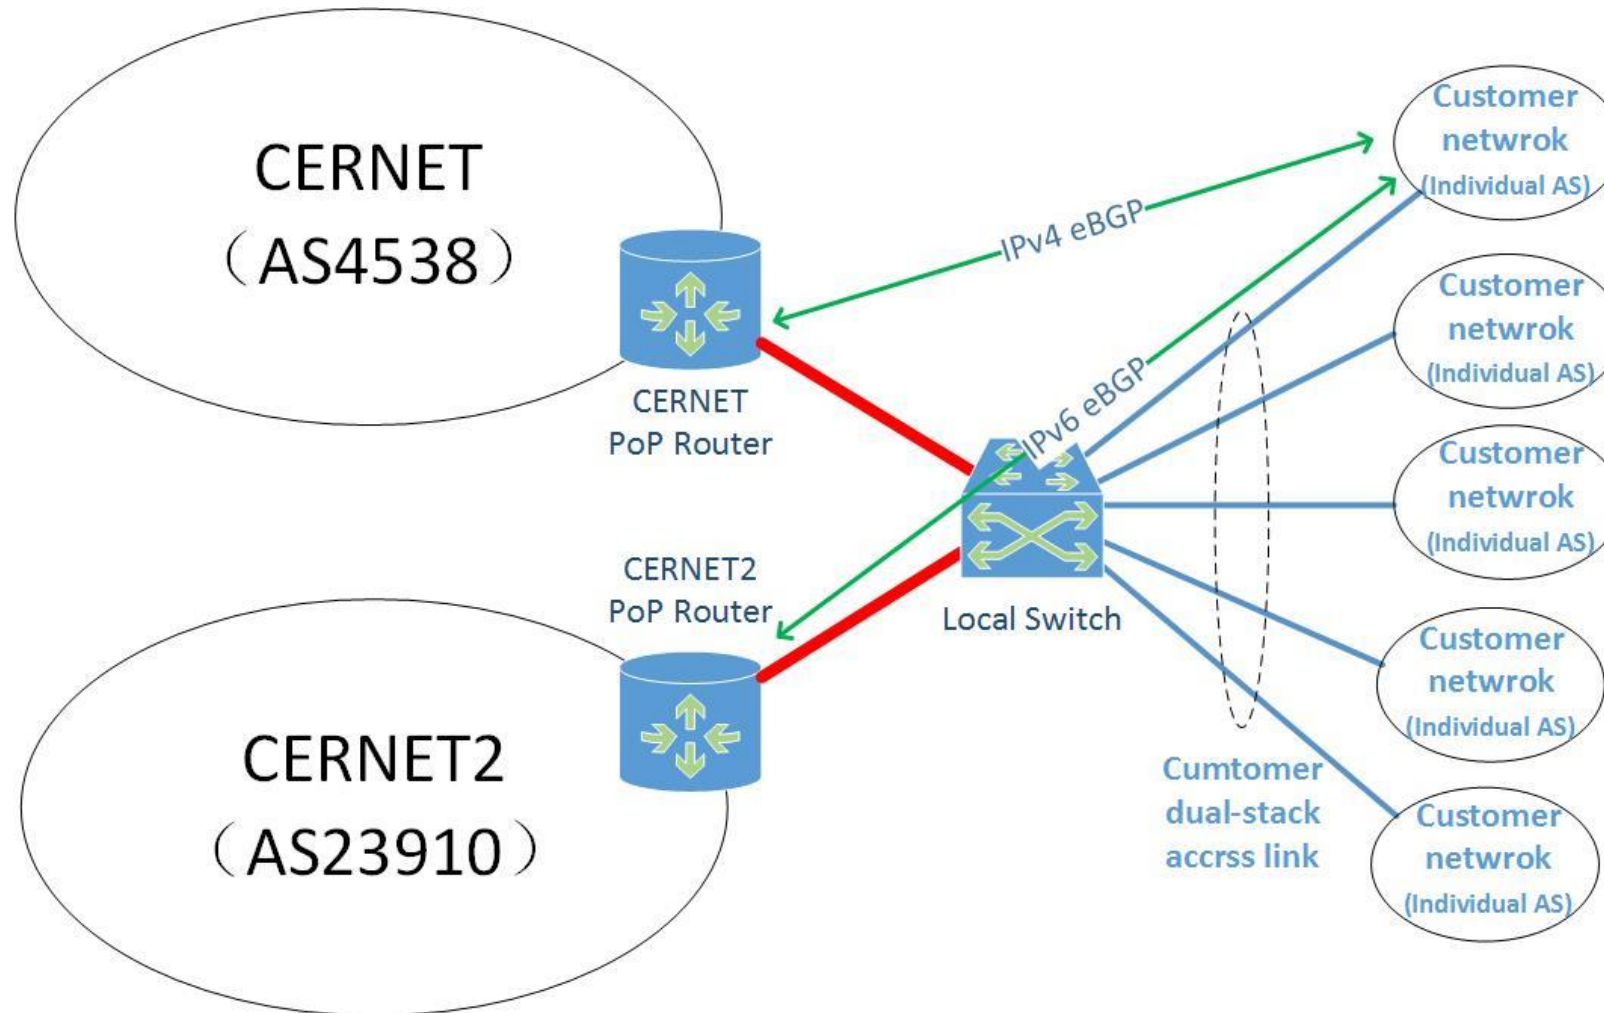 CERNET
（AS4538）
CERNET
PoP Router
CERNET2
PoP Router
CERNET2
（AS23910）
IPv4 eBGP
IPv6 eBGP
Local Switch
Cumtomer
dual-stack
accrss link
Customer
netwrok
(Individual AS)
Customer
netwrok
(Individual AS)
Customer
netwrok
(Individual AS)
Customer
netwrok
(Individual AS)
Customer
netwrok
(Individual AS)